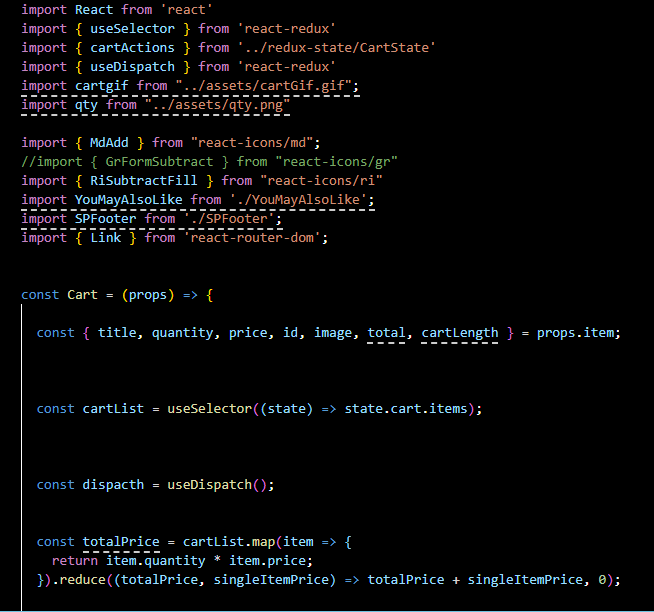 import React from 'react'
import { useSelector } from 'react-redux'
import { cartActions } from '../redux-state/CartState'
import { useDispatch } from 'react-redux'
import cartgif from "../assets/cartGif.gif";
import qty from "../assets/qty.png"
import { MdAdd } from "react-icons/md";
//import { GrFormSubtract } from "react-icons/gr"
import { RiSubtractFill } from "react-icons/ri"
import YouMayAlsoLike from './YouMayAlsoLike';
import SPFooter from './SPFooter';
import { Link } from 'react-router-dom';
const Cart = (props) => {
const { title, quantity, price, id, image, total, cartLength } = props.item;
const cartList = useSelector((state) => state.cart.items);
const dispacth = useDispatch();
const totalPrice = cartList.map(item => {
return item.quantity * item.price;
}).reduce((totalPrice, singleItemPrice) => totalPrice + singleItemPrice, 0);